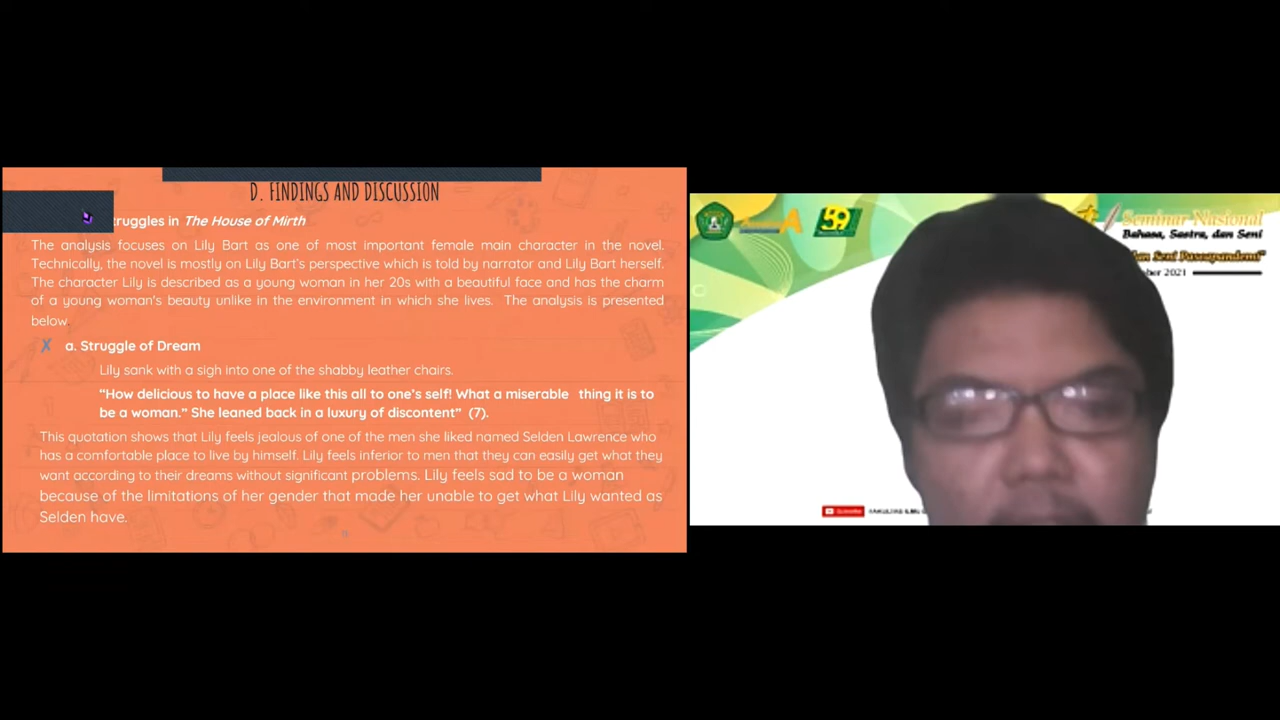 D. FINDINGS AND DISCUSSION
truggles in The House of Mirth
The analysis focuses on Lily Bart as one of most important female main character in the novel.
Technically, the novel is mostly on Lily Bart's perspective which is told by narrator and Lily Bart herself.
The character Lily is described as a young woman in her 20s with a beautiful face and has the charm
of a young woman's beauty unlike in the environment in which she lives. The analysis is presented
below.
X a. Struggle of Dream
Lily sank with a sigh into one of the shabby leather chairs.
“How delicious to have a place like this all to one’s self! What a miserable thing it is to
be a woman.” She leaned back in a luxury of discontent” (7).
This quotation shows that Lily feels jealous of one of the men she liked named Selden Lawrence who
has a comfortable place to live by himself. Lily feels inferior to men that they can easily get what they
want according to their dreams without significant problems. Lily feels sad to be a woman
because of the limitations of her gender that made her unable to get what Lily wanted as
Selden have.
59
Seminar Nasional
Bahasa, Sastra, dan Seni
dan Seni Pascapandemi"
ber 2021
Subscribe